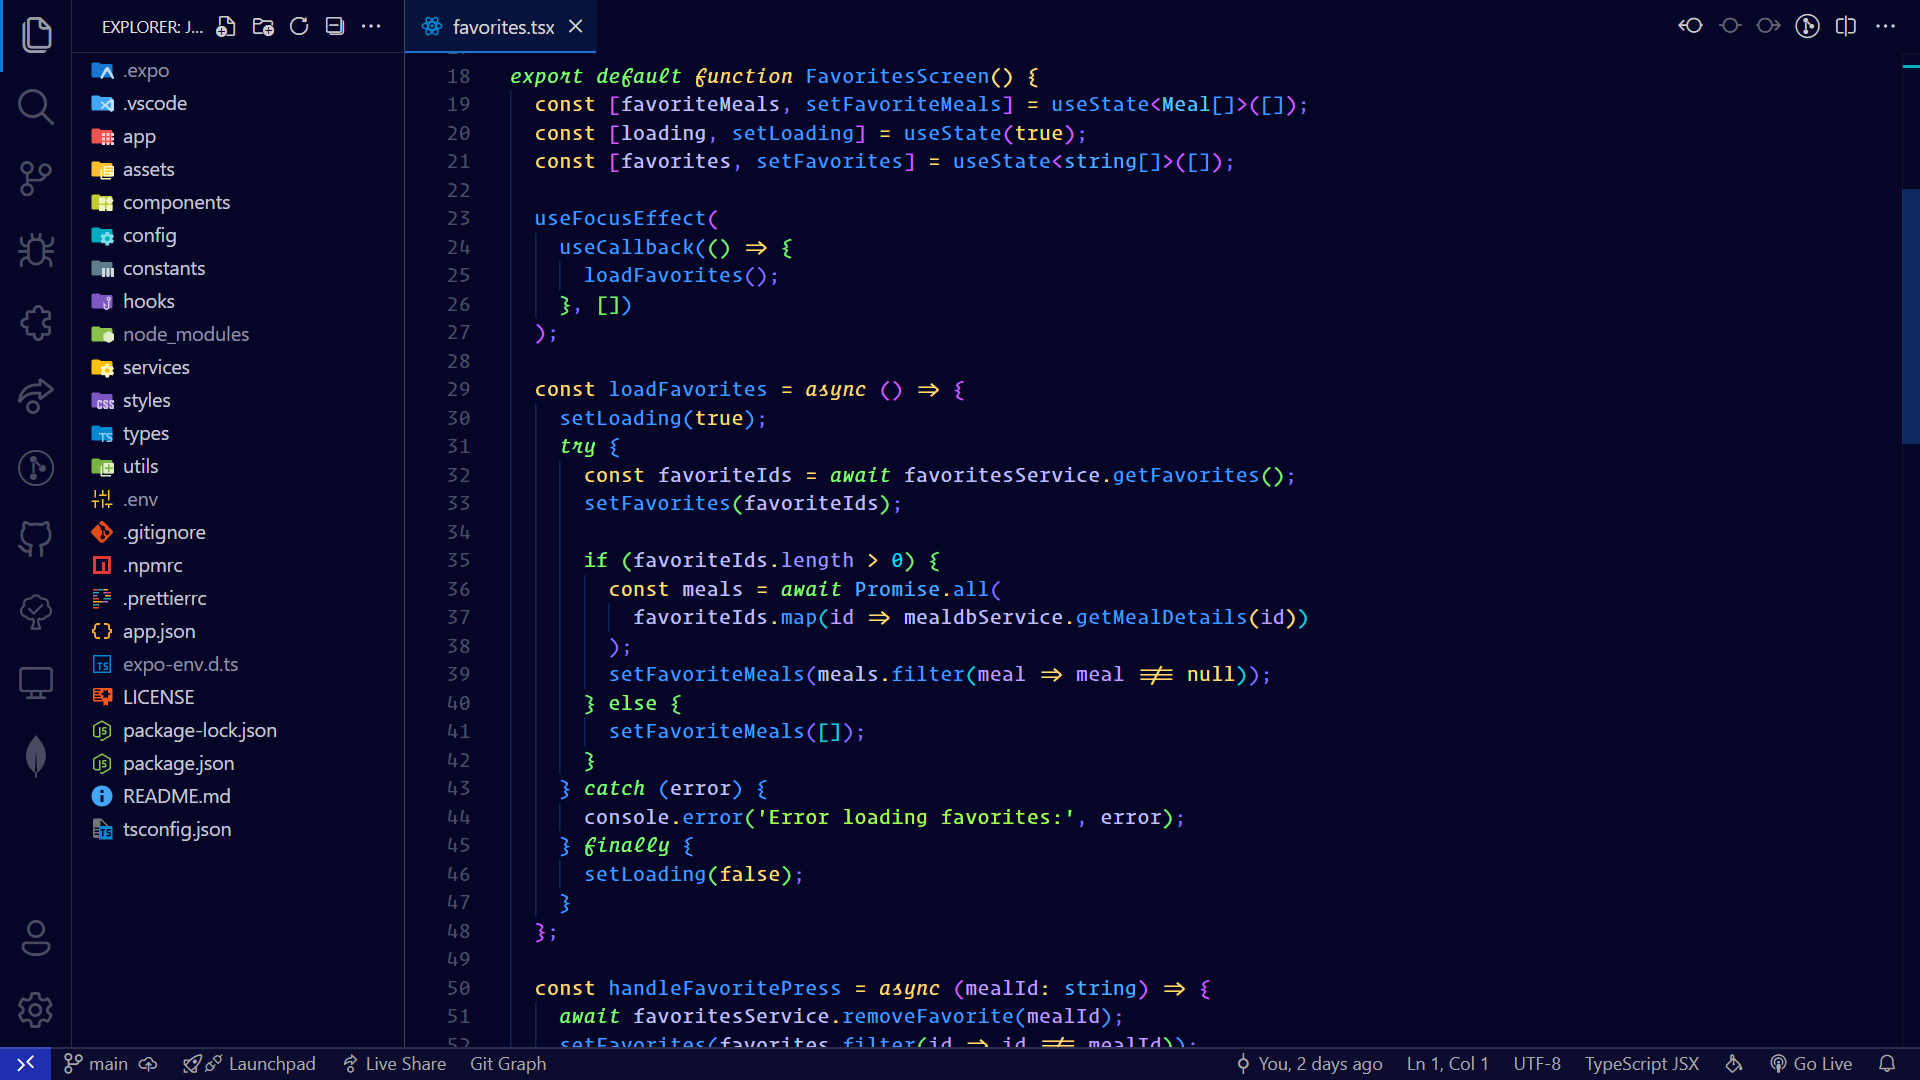 EXPLORER: J...
favorites.tsx
.expo
.vscode
app
assets
components
config
constants
hooks
node_modules
services
styles
types
utils
.env
.gitignore
.npmrc
.prettierrc
app.json
expo-env.d.ts
LICENSE
package-lock.json
package.json
README.md
tsconfig.json
18 export default function FavoritesScreen() {
19 const [favoriteMeals, setFavoriteMeals] = useState<Meal[]>([]);
20 const [loading, setLoading] = useState(true);
21 const [favorites, setFavorites] = useState<string[]>([]);
22
23 useFocusEffect(
24 useCallback(() => {
25 loadFavorites();
26 }, [])
27 );
28
29 const loadFavorites = async () => {
30 setLoading(true);
31 try {
32 const favoriteIds = await favoritesService.getFavorites();
33 setFavorites(favoriteIds);
34
35 if (favoriteIds.length > 0) {
36 const meals = await Promise.all(
37 favoriteIds.map(id => mealdbService.getMealDetails(id))
38 );
39 setFavoriteMeals(meals.filter(meal => meal !== null));
40 } else {
41 setFavoriteMeals([]);
42 }
43 } catch (error) {
44 console.error('Error loading favorites:', error);
45 } finally {
46 setLoading(false);
47 }
48 };
49
50 const handleFavoritePress = async (mealId: string) => {
51 await favoritesService.removeFavorite(mealId);
52 setFavorites(favorites.filter(id => id !== mealId));
main
Launchpad
Live Share
Git Graph
You, 2 days ago
Ln 1, Col 1
UTF-8
TypeScript JSX
Go Live